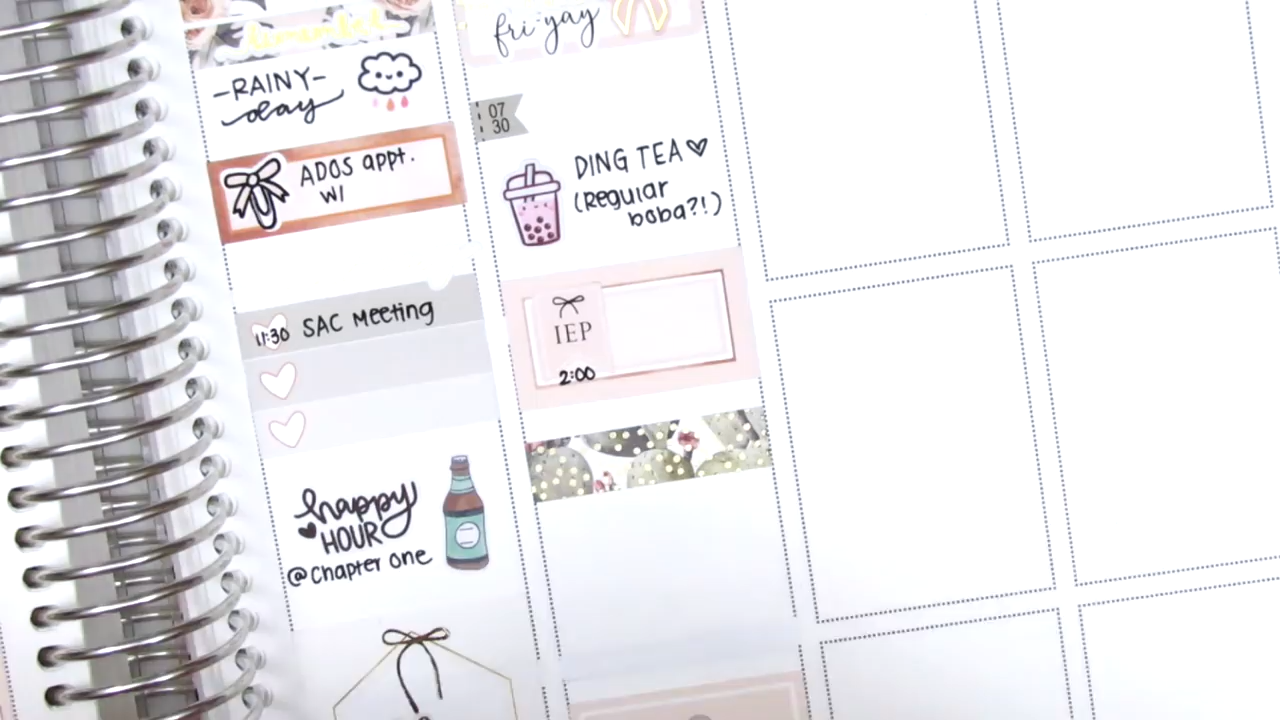 -RAINY-
day
ADOS appt.
W/
11:30 SAC Meeting
happy
HOUR
@ Chapter one
fri-yay
07
30
DING TEA
(Regular
boba?!)
IEP
2:00